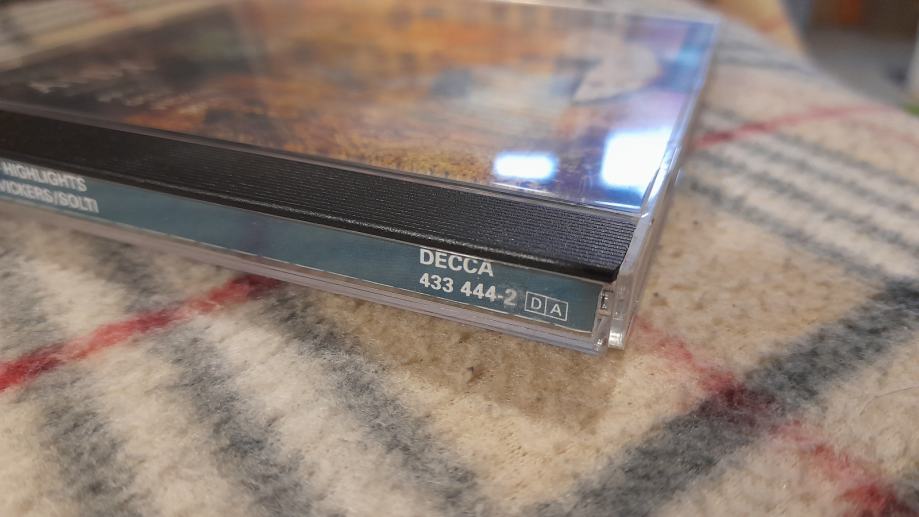 HIGHLIGHTS
VICKERS/SOLTI
DECCA
433 444-2 DA